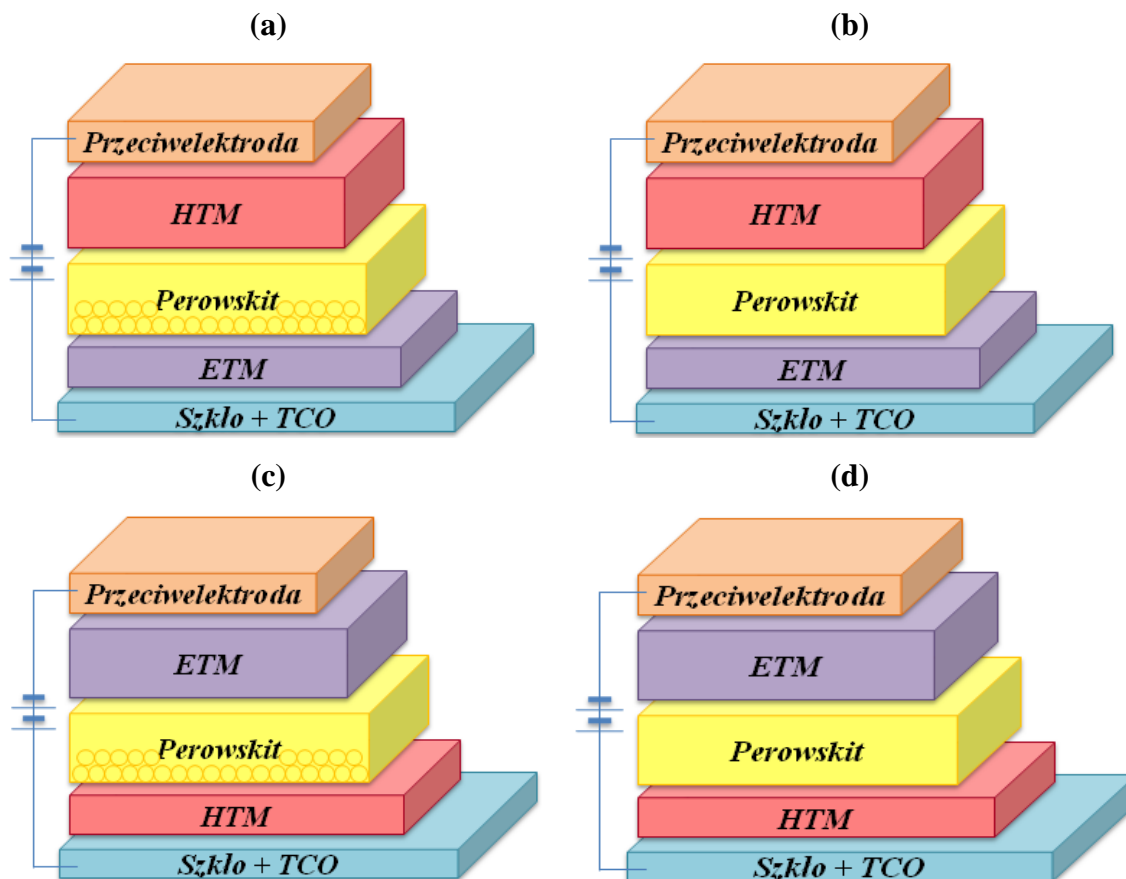 (a)
Przeciwelektroda
HTM
Perowskit
ETM
Szkło + TCO
(b)
Przeciwelektroda
HTM
Perowskit
ETM
Szkło + TCO
(c)
Przeciwelektroda
ETM
Perowskit
HTM
Szkło + TCO
(d)
Przeciwelektroda
ETM
Perowskit
HTM
Szkło + TCO